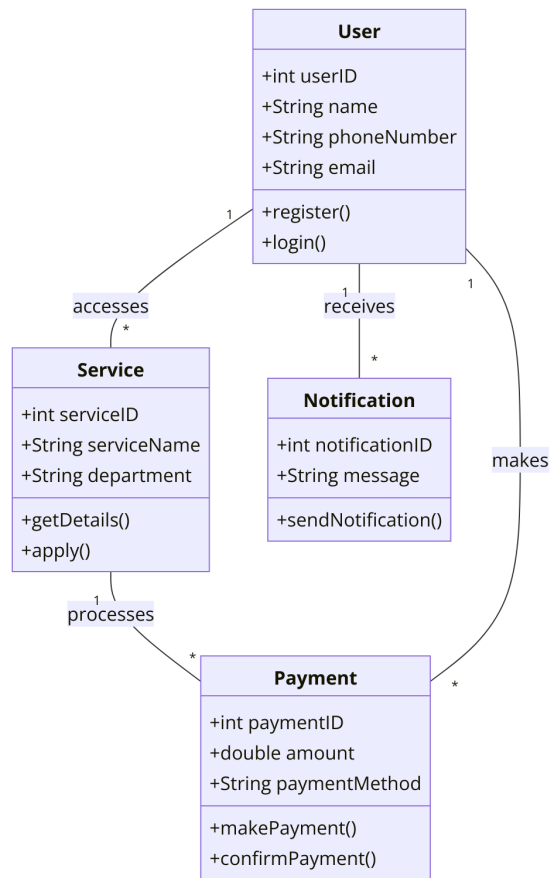 User
+int userID
+String name
+String phoneNumber
+String email
+register()
+login()
1
1
1
accesses
receives
*
*
Service
+int serviceID
+String serviceName
+String department
+getDetails()
+apply()
Notification
+int notificationID
+String message
+sendNotification()
makes
1
processes
*
*
Payment
+int paymentID
+double amount
+String paymentMethod
+makePayment()
+confirmPayment()